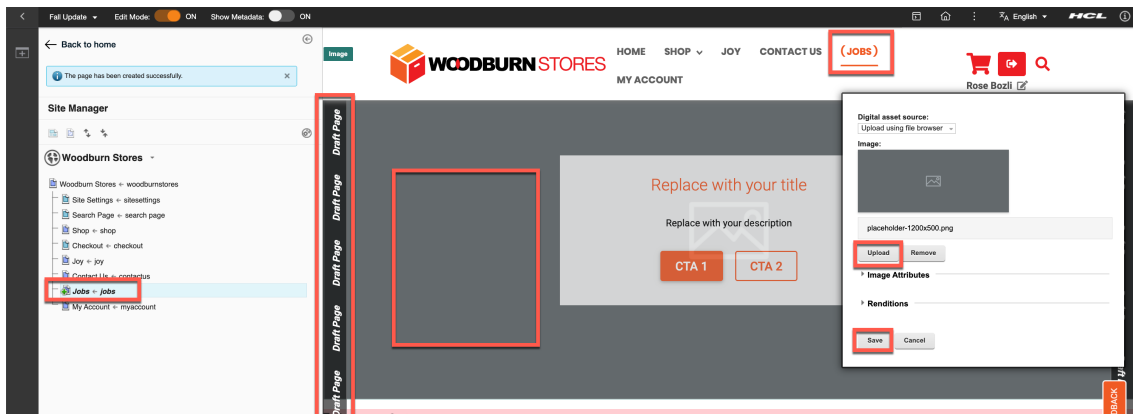 Fall Update
Edit Mode:
ON
Show Metadata:
ON
English
HCL
Back to home
The page has been created successfully.
Site Manager
Woodburn Stores
Woodburn Stores ← woodburnstores
Site Settings ← sitesettings
Search Page ← search page
Shop ← shop
Checkout ← checkout
Joy ← joy
Contact Us ← contactus
Jobs ← jobs
My Account ← myaccount
Image
WOODBURN STORES
HOME
SHOP
JOY
CONTACT US
(JOBS)
MY ACCOUNT
Rose Bozli
Draft Page
Draft Page
Draft Page
Draft Page
Draft Page
Replace with your title
Replace with your description
CTA 1
CTA 2
Digital asset source:
Upload using file browser
Image:
placeholder-1200x500.png
Upload
Remove
Image Attributes
Renditions
Save
Cancel